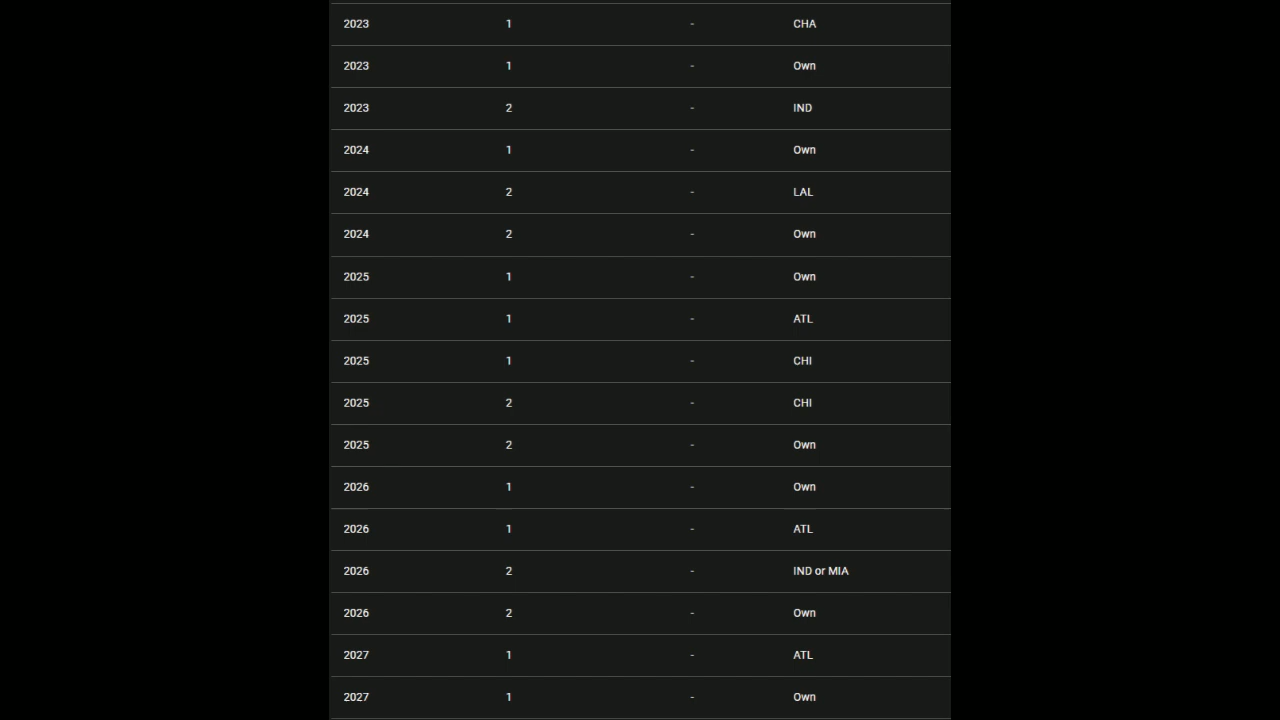 2023 1 - CHA
2023 1 - Own
2023 2 - IND
2024 1 - Own
2024 2 - LAL
2024 2 - Own
2025 1 - Own
2025 1 - ATL
2025 1 - CHI
2025 2 - CHI
2025 2 - Own
2026 1 - Own
2026 1 - ATL
2026 2 - IND or MIA
2026 2 - Own
2027 1 - ATL
2027 1 - Own